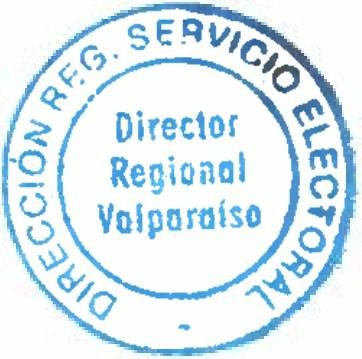 DIRECCIÓN REG. SERVICIO ELECTORAL
Director
Regional
Valparaíso